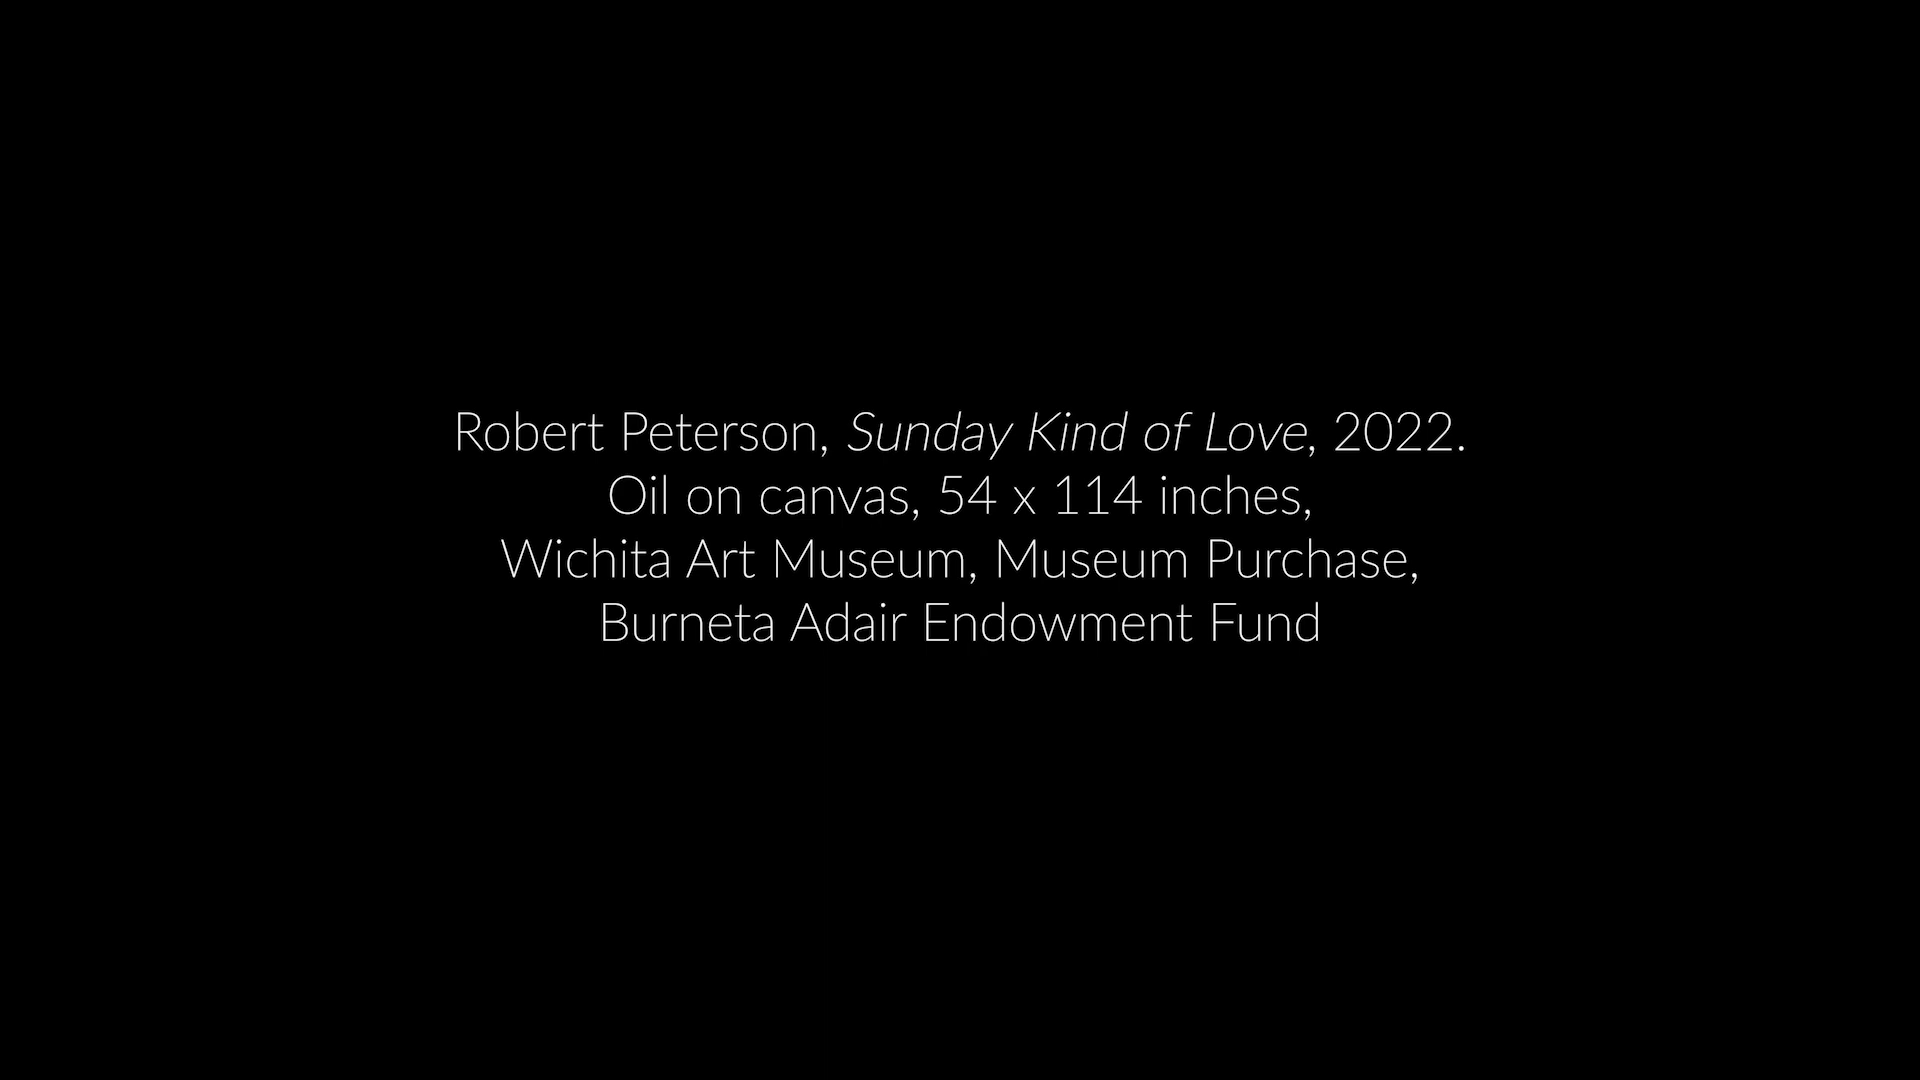 Robert Peterson, Sunday Kind of Love, 2022.
Oil on canvas, 54 x 114 inches,
Wichita Art Museum, Museum Purchase,
Burneta Adair Endowment Fund